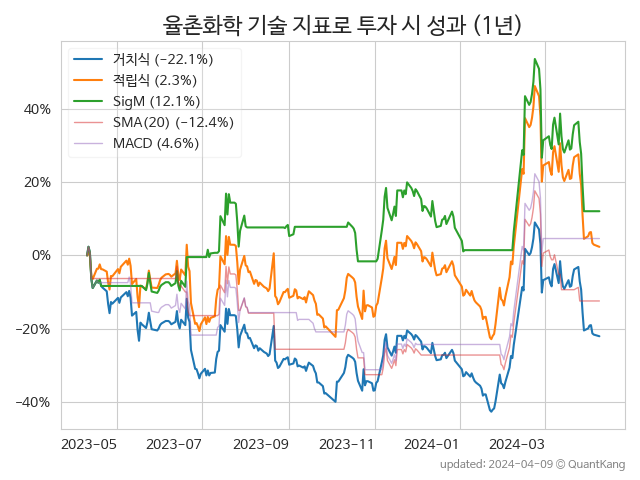 율촌화학 기술 지표로 투자 시 성과 (1년)
거치식 (−22.1%)
적립식 (2.3%)
SigM (12.1%)
SMA(20) (−12.4%)
MACD (4.6%)
40%
20%
0%
−20%
−40%
2023-05 2023-07 2023-09 2023-11 2024-01 2024-03
updated: 2024-04-09 © QuantKang